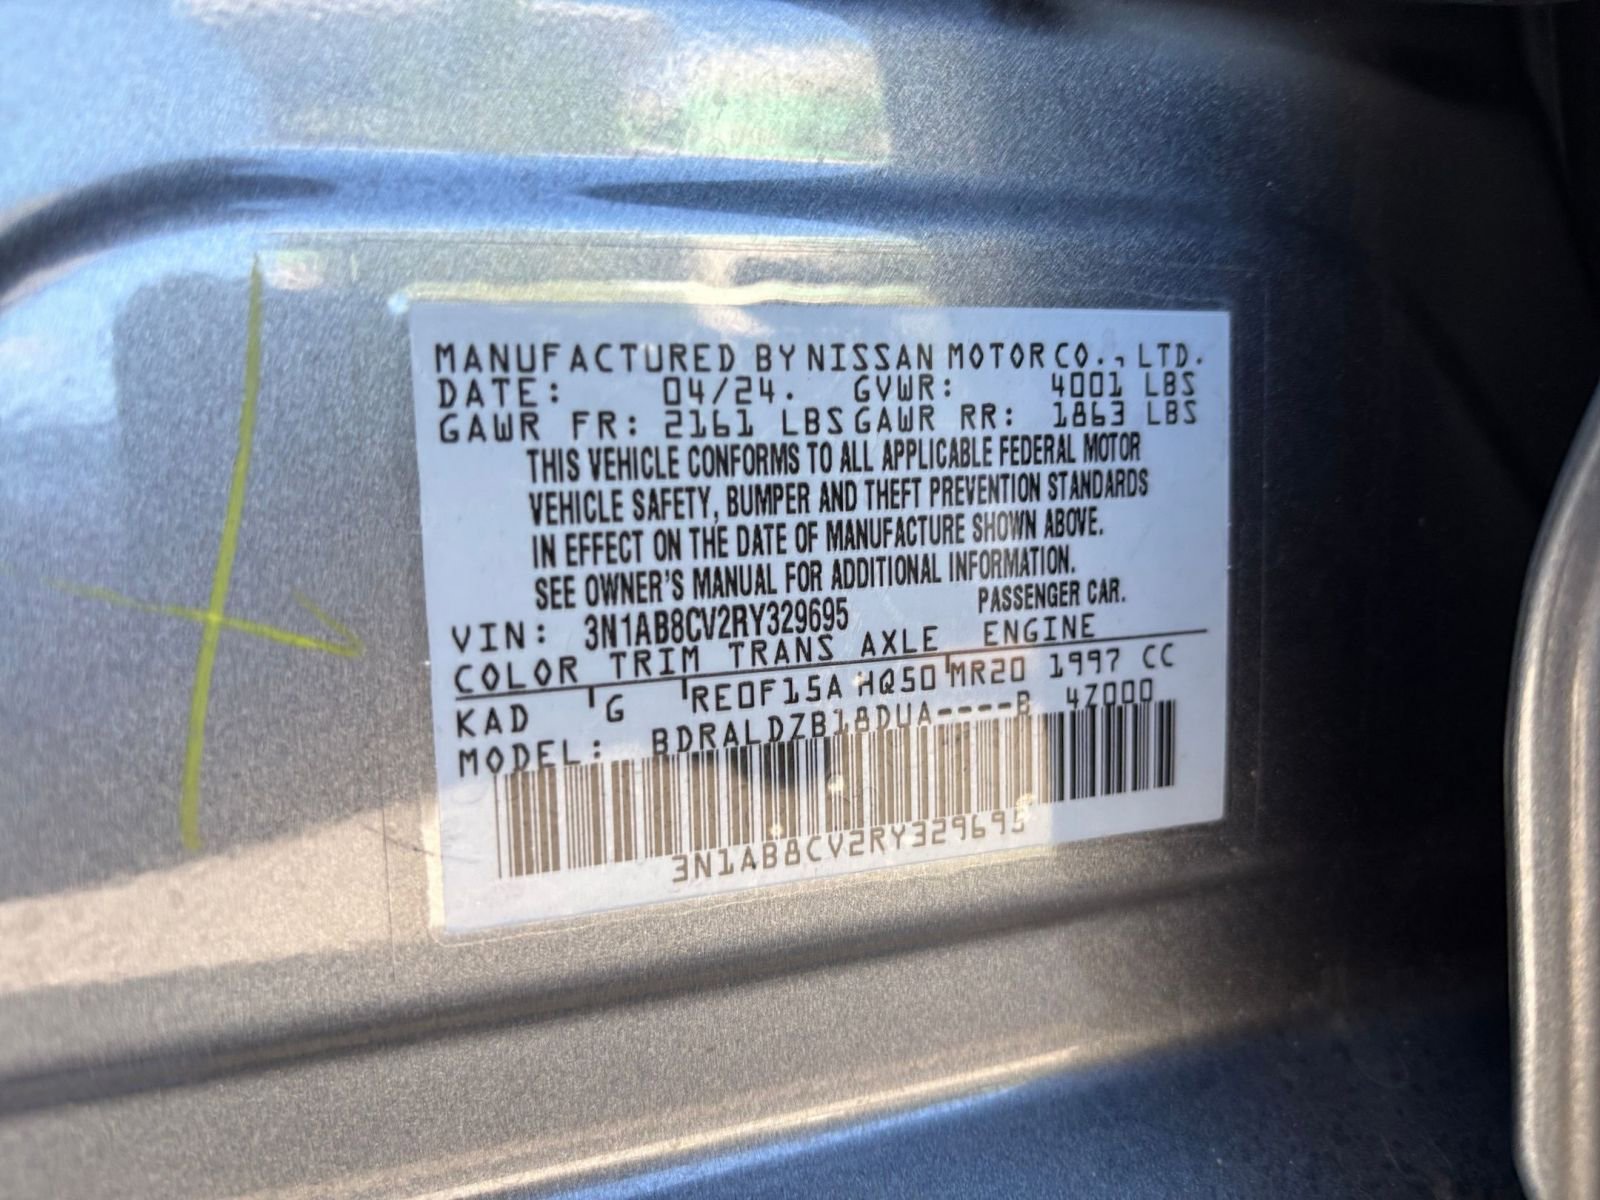 MANUFACTURED BY NISSAN MOTOR CO., LTD.
DATE: 04/24. GVWR: 4001 LBS
GAWR FR: 2161 LBS GAWR RR: 1863 LBS
THIS VEHICLE CONFORMS TO ALL APPLICABLE FEDERAL MOTOR
VEHICLE SAFETY, BUMPER AND THEFT PREVENTION STANDARDS
IN EFFECT ON THE DATE OF MANUFACTURE SHOWN ABOVE.
SEE OWNER'S MANUAL FOR ADDITIONAL INFORMATION.
VIN: 3N1AB8CV2RY329695 PASSENGER CAR.
COLOR TRIM TRANS AXLE ENGINE
KAD G RE0F15A HQ50 MR20 1997 CC
MODEL: BDRALDZB18DUA----B 4Z000
3N1AB8CV2RY329695